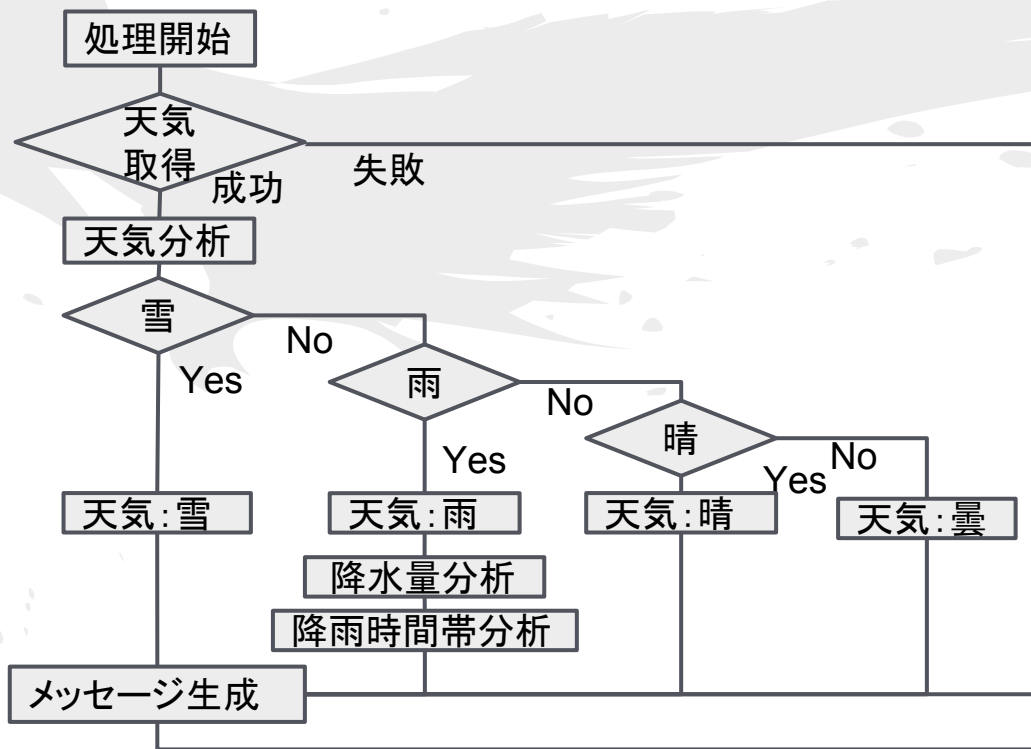 処理開始
天気
取得
成功
失敗
天気分析
雪
No
Yes
雨
No
Yes
晴
No
Yes
天気:雪
天気:雨
天気:晴
天気:曇
降水量分析
降雨時間帯分析
メッセージ生成